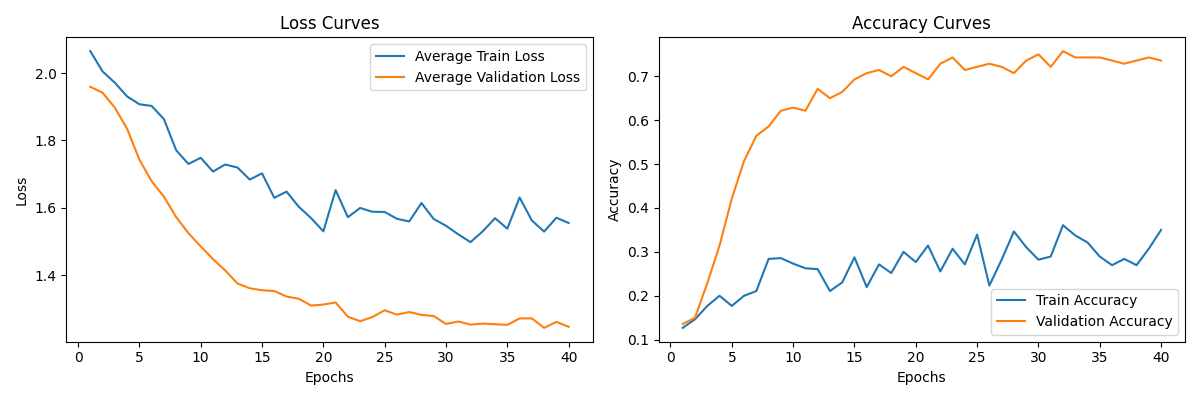 Loss Curves
Average Train Loss
Average Validation Loss
Loss
2.0
1.8
1.6
1.4
0 5 10 15 20 25 30 35 40
Epochs
Accuracy Curves
Train Accuracy
Validation Accuracy
Accuracy
0.7
0.6
0.5
0.4
0.3
0.2
0.1
0 5 10 15 20 25 30 35 40
Epochs